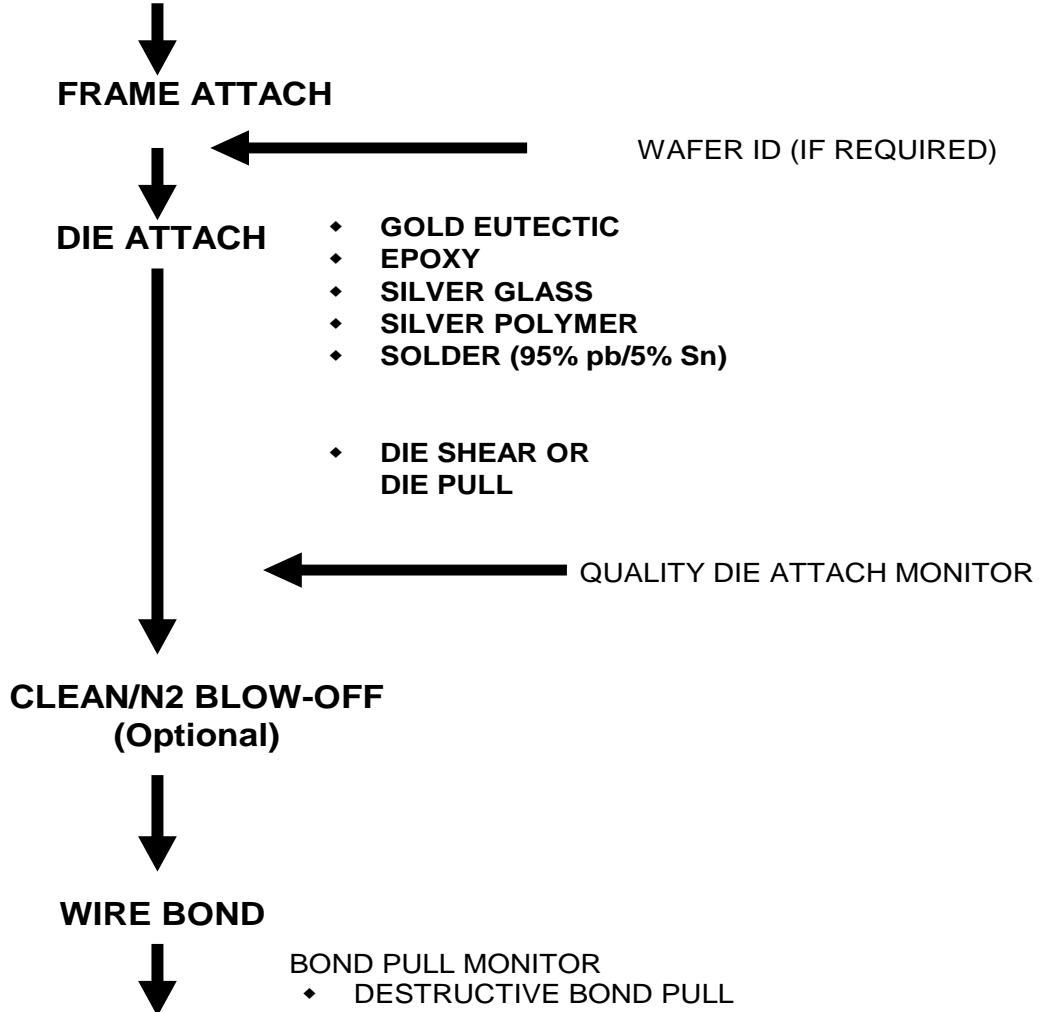 FRAME ATTACH
WAFER ID (IF REQUIRED)
DIE ATTACH
◆ GOLD EUTECTIC
◆ EPOXY
◆ SILVER GLASS
◆ SILVER POLYMER
◆ SOLDER (95% pb/5% Sn)
◆ DIE SHEAR OR
DIE PULL
QUALITY DIE ATTACH MONITOR
CLEAN/N2 BLOW-OFF
(Optional)
WIRE BOND
BOND PULL MONITOR
◆ DESTRUCTIVE BOND PULL